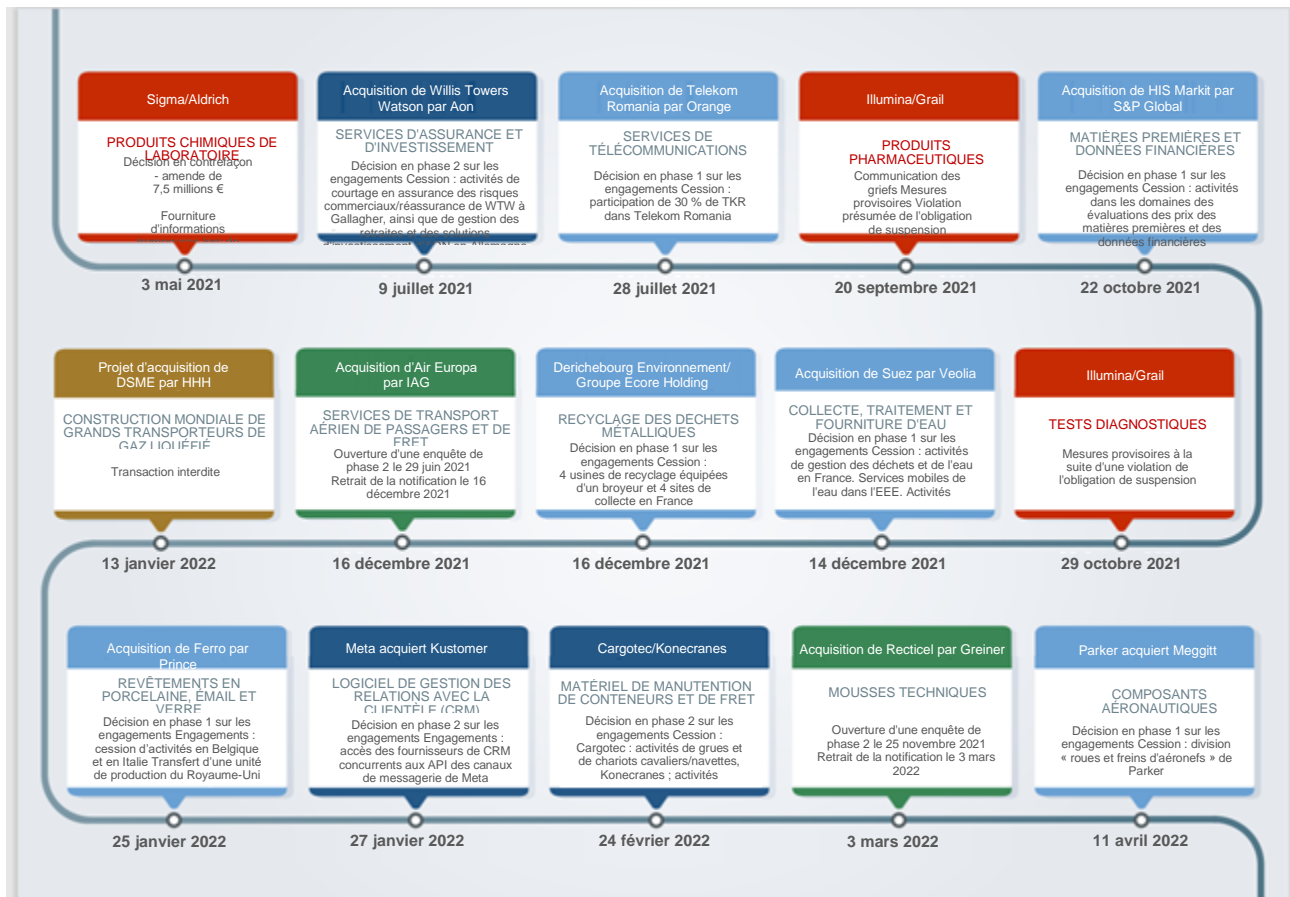 Sigma/Aldrich
PRODUITS CHIMIQUES DE
LABORATOIRE
Décision en contrefaçon
- amende de
7,5 millions €
Fourniture
d'informations
3 mai 2021
Acquisition de Willis Towers
Watson par Aon
SERVICES D'ASSURANCE ET
D'INVESTISSEMENT
Décision en phase 2 sur les
engagements Cession : activités de
courtage en assurance des risques
commerciaux/réassurance de WTW à
Gallagher, ainsi que de gestion des
retraites et des solutions
9 juillet 2021
Acquisition de Telekom
Romania par Orange
SERVICES DE
TÉLÉCOMMUNICATIONS
Décision en phase 1 sur les
engagements Cession :
participation de 30 % de TKR
dans Telekom Romania
28 juillet 2021
Illumina/Grail
PRODUITS
PHARMACEUTIQUES
Communication des
griefs Mesures
provisoires Violation
présumée de l'obligation
de suspension
20 septembre 2021
Acquisition de HIS Markit par
S&P Global
MATIÈRES PREMIÈRES ET
DONNÉES FINANCIÈRES
Décision en phase 1 sur les
engagements Cession : activités
dans les domaines des
évaluations des prix des
matières premières et des
données financières
22 octobre 2021
Projet d'acquisition de
DSME par HHH
CONSTRUCTION MONDIALE DE
GRANDS TRANSPORTEURS DE
GAZ LIQUÉFIÉ
Transaction interdite
13 janvier 2022
Acquisition d'Air Europa
par IAG
SERVICES DE TRANSPORT
AÉRIEN DE PASSAGERS ET DE
FRET
Ouverture d'une enquête de
phase 2 le 29 juin 2021
Retrait de la notification le 16
décembre 2021
16 décembre 2021
Derichebourg Environnement/
Groupe Ecore Holding
RECYCLAGE DES DECHETS
MÉTALLIQUES
Décision en phase 1 sur les
engagements Cession :
4 usines de recyclage équipées
d'un broyeur et 4 sites de
collecte en France
16 décembre 2021
Acquisition de Suez par Veolia
COLLECTE, TRAITEMENT ET
FOURNITURE D'EAU
Décision en phase 1 sur les
engagements Cession : activités
de gestion des déchets et de l'eau
en France. Services mobiles de
l'eau dans l'EEE. Activités
14 décembre 2021
Illumina/Grail
TESTS DIAGNOSTIQUES
Mesures provisoires à la
suite d'une violation de
l'obligation de suspension
29 octobre 2021
Acquisition de Ferro par
Prince
REVÊTEMENTS EN
PORCELAINE, ÉMAIL ET
VERRE
Décision en phase 1 sur les
engagements Engagements :
cession d'activités en Belgique
et en Italie Transfert d'une unité
de production du Royaume-Uni
25 janvier 2022
Meta acquiert Kustomer
LOGICIEL DE GESTION DES
RELATIONS AVEC LA
CLIENTÈLE (CRM)
Décision en phase 2 sur les
engagements Engagements :
accès des fournisseurs de CRM
concurrents aux API des canaux
de messagerie de Meta
27 janvier 2022
Cargotec/Konecranes
MATÉRIEL DE MANUTENTION
DE CONTENEURS ET DE FRET
Décision en phase 2 sur les
engagements Cession :
Cargotec : activités de grues et
de chariots cavaliers/navettes,
Konecranes ; activités
24 février 2022
Acquisition de Recticel par Greiner
MOUSSES TECHNIQUES
Ouverture d'une enquête de
phase 2 le 25 novembre 2021
Retrait de la notification le 3 mars
2022
3 mars 2022
Parker acquiert Meggitt
COMPOSANTS
AÉRONAUTIQUES
Décision en phase 1 sur les
engagements Cession : division
« roues et freins d'aéronefs » de
Parker
11 avril 2022